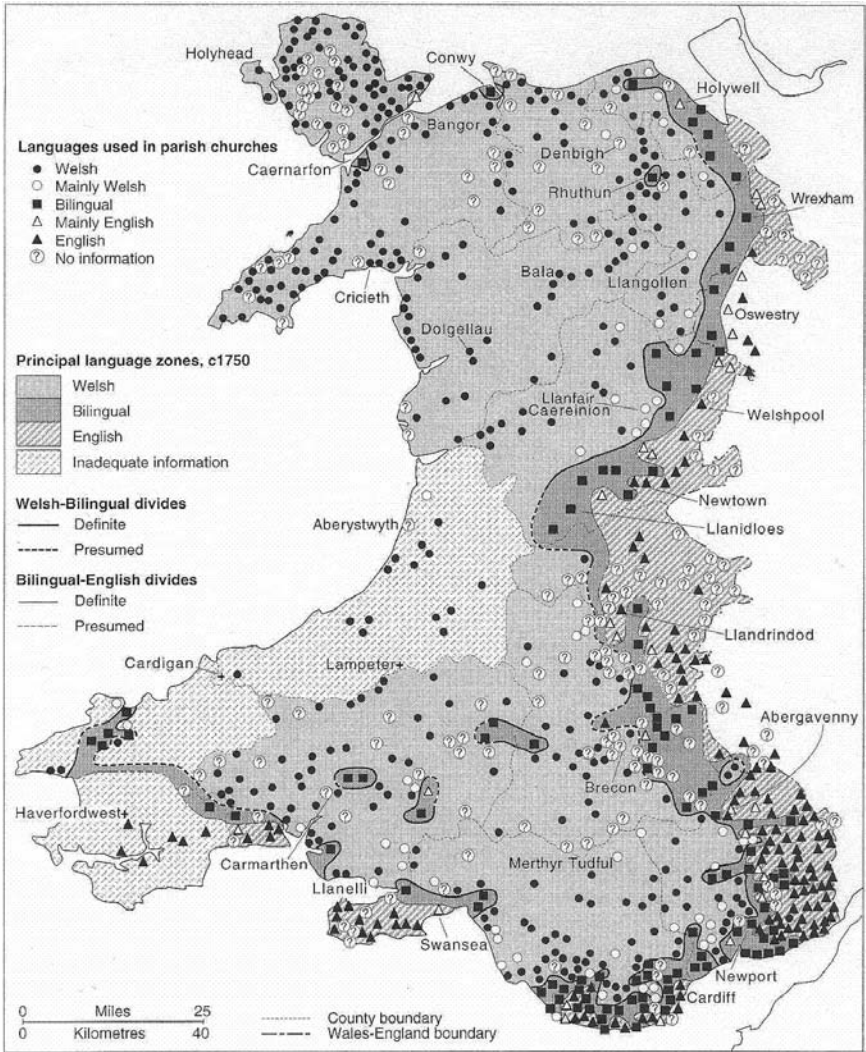 Holyhead
Conwy
Holywell
Bangor
Languages used in parish churches
Welsh
Mainly Welsh
Bilingual
Mainly English
English
? No information
Denbigh
Caernarfon
Rhuthun
Wrexham
Bala
Llangollen
Cricieth
Oswestry
Dolgellau
Principal language zones, c1750
Welsh
Bilingual
English
Inadequate information
Llanfair
Caereinion
Welshpool
Welsh-Bilingual divides
Definite
Presumed
Newtown
Aberystwyth
Llanidloes
Bilingual-English divides
Definite
Presumed
Llandrindod
Cardigan
Lampeter
Abergavenny
Brecon
Haverfordwest
Carmarthen
Merthyr Tudful
Llanelli
Swansea
Newport
Cardiff
0 Miles 25
0 Kilometres 40
County boundary
Wales-England boundary